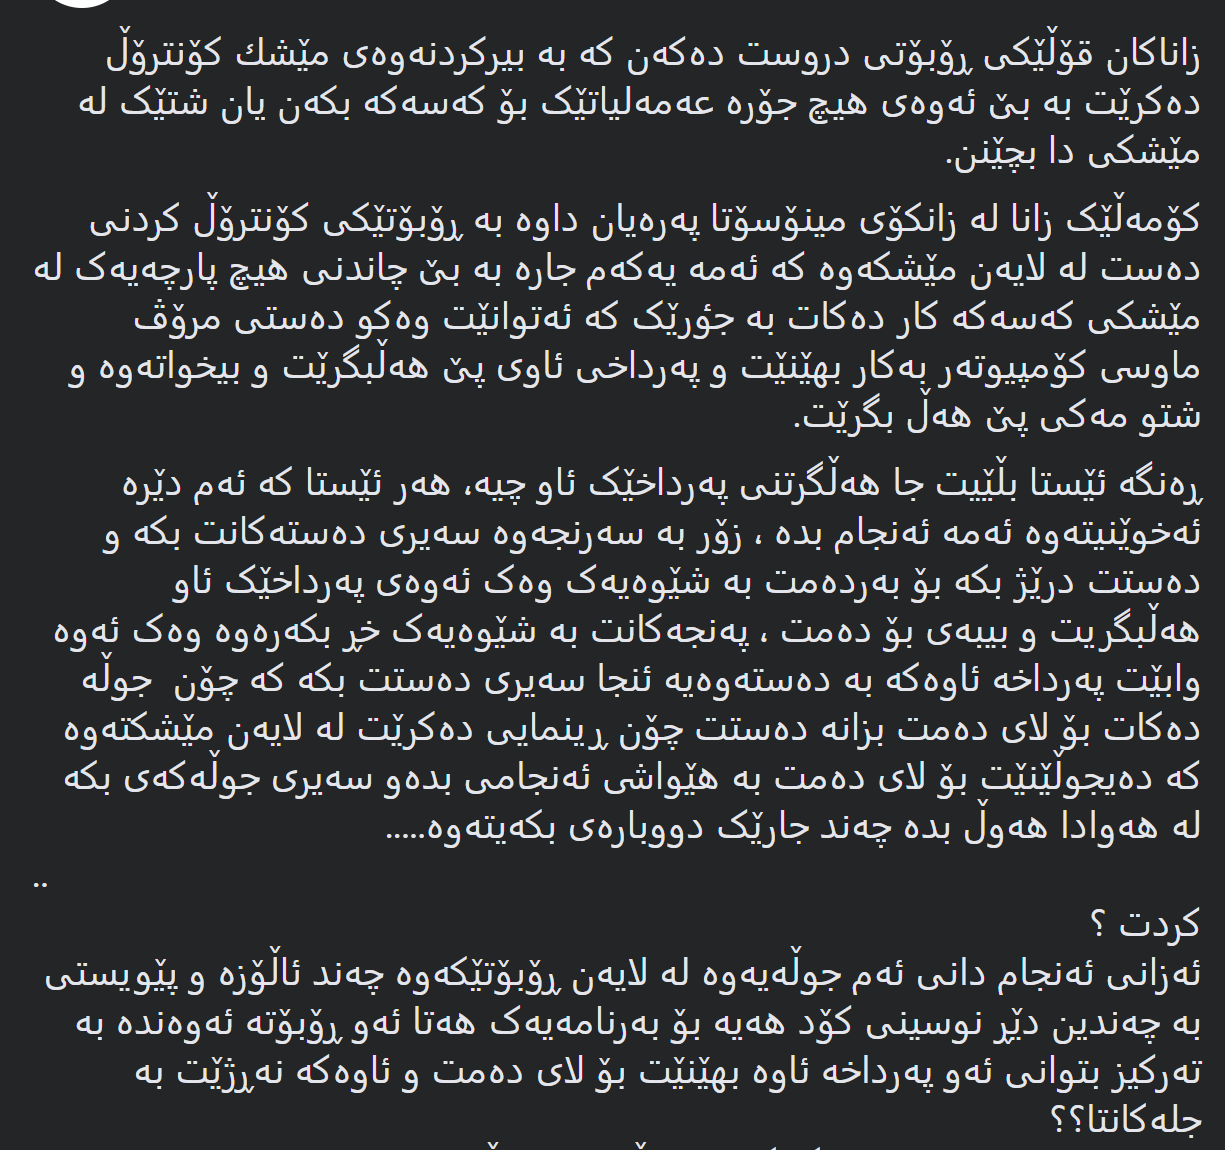 زاناکان قۆڵێکی ڕۆبۆتی دروست دەکەن کە بە بیرکردنەوەی مێشك کۆنترۆڵ
دەکرێت بە بێ ئەوەی هیچ جۆرە عەمەلیاتێک بۆ کەسەکە بکەن یان شتێک لە
مێشکی دا بچێنن.
کۆمەڵێک زانا لە زانکۆی مینۆسۆتا پەرەیان داوە بە ڕۆبۆتێکی کۆنترۆڵ کردنی
دەست لە لایەن مێشکەوە کە ئەمە یەکەم جارە بە بێ چاندنی هیچ پارچەیەک لە
مێشکی کەسەکە کار دەکات بە جۆرێک کە ئەتوانێت وەکو دەستی مرۆڤ
ماوسی کۆمپیوتەر بەکار بهێنێت و پەرداخی ئاوی پێ هەڵبگرێت و بیخواتەوە و
شتو مەکی پێ هەڵ بگرێت.
ڕەنگە ئێستا بڵێیت جا هەڵگرتنی پەرداخێک ئاو چیە، هەر ئێستا کە ئەم دێرە
ئەخوێنیتەوە ئەمە ئەنجام بدە ، زۆر بە سەرنجەوە سەیری دەستەکانت بکە و
دەستت درێژ بکە بۆ بەردەمت بە شێوەیەک وەک ئەوەی پەرداخێک ئاو
هەڵبگریت و بیبەی بۆ دەمت ، پەنجەکانت بە شێوەیەک خڕ بکەرەوە وەک ئەوە
وابێت پەرداخە ئاوەکە بە دەستەوەیە ئنجا سەیری دەستت بکە کە چۆن  جوڵە
دەکات بۆ لای دەمت بزانە دەستت چۆن ڕینمایی دەکرێت لە لایەن مێشکتەوە
کە دەیجوڵێنێت بۆ لای دەمت بە هێواشی ئەنجامی بدەو سەیری جوڵەکەی بکە
لە هەوادا هەوڵ بدە چەند جارێک دووبارەی بکەیتەوە.....
..
کردت ؟
ئەزانی ئەنجام دانی ئەم جوڵەیەوە لە لایەن ڕۆبۆتێکەوە چەند ئاڵۆزە و پێویستی
بە چەندین دێڕ نوسینی کۆد هەیە بۆ بەرنامەیەک هەتا ئەو ڕۆبۆتە ئەوەندە بە
تەرکیز بتوانی ئەو پەرداخە ئاوە بهێنێت بۆ لای دەمت و ئاوەکە نەڕژێت بە
جلەکانتا؟؟